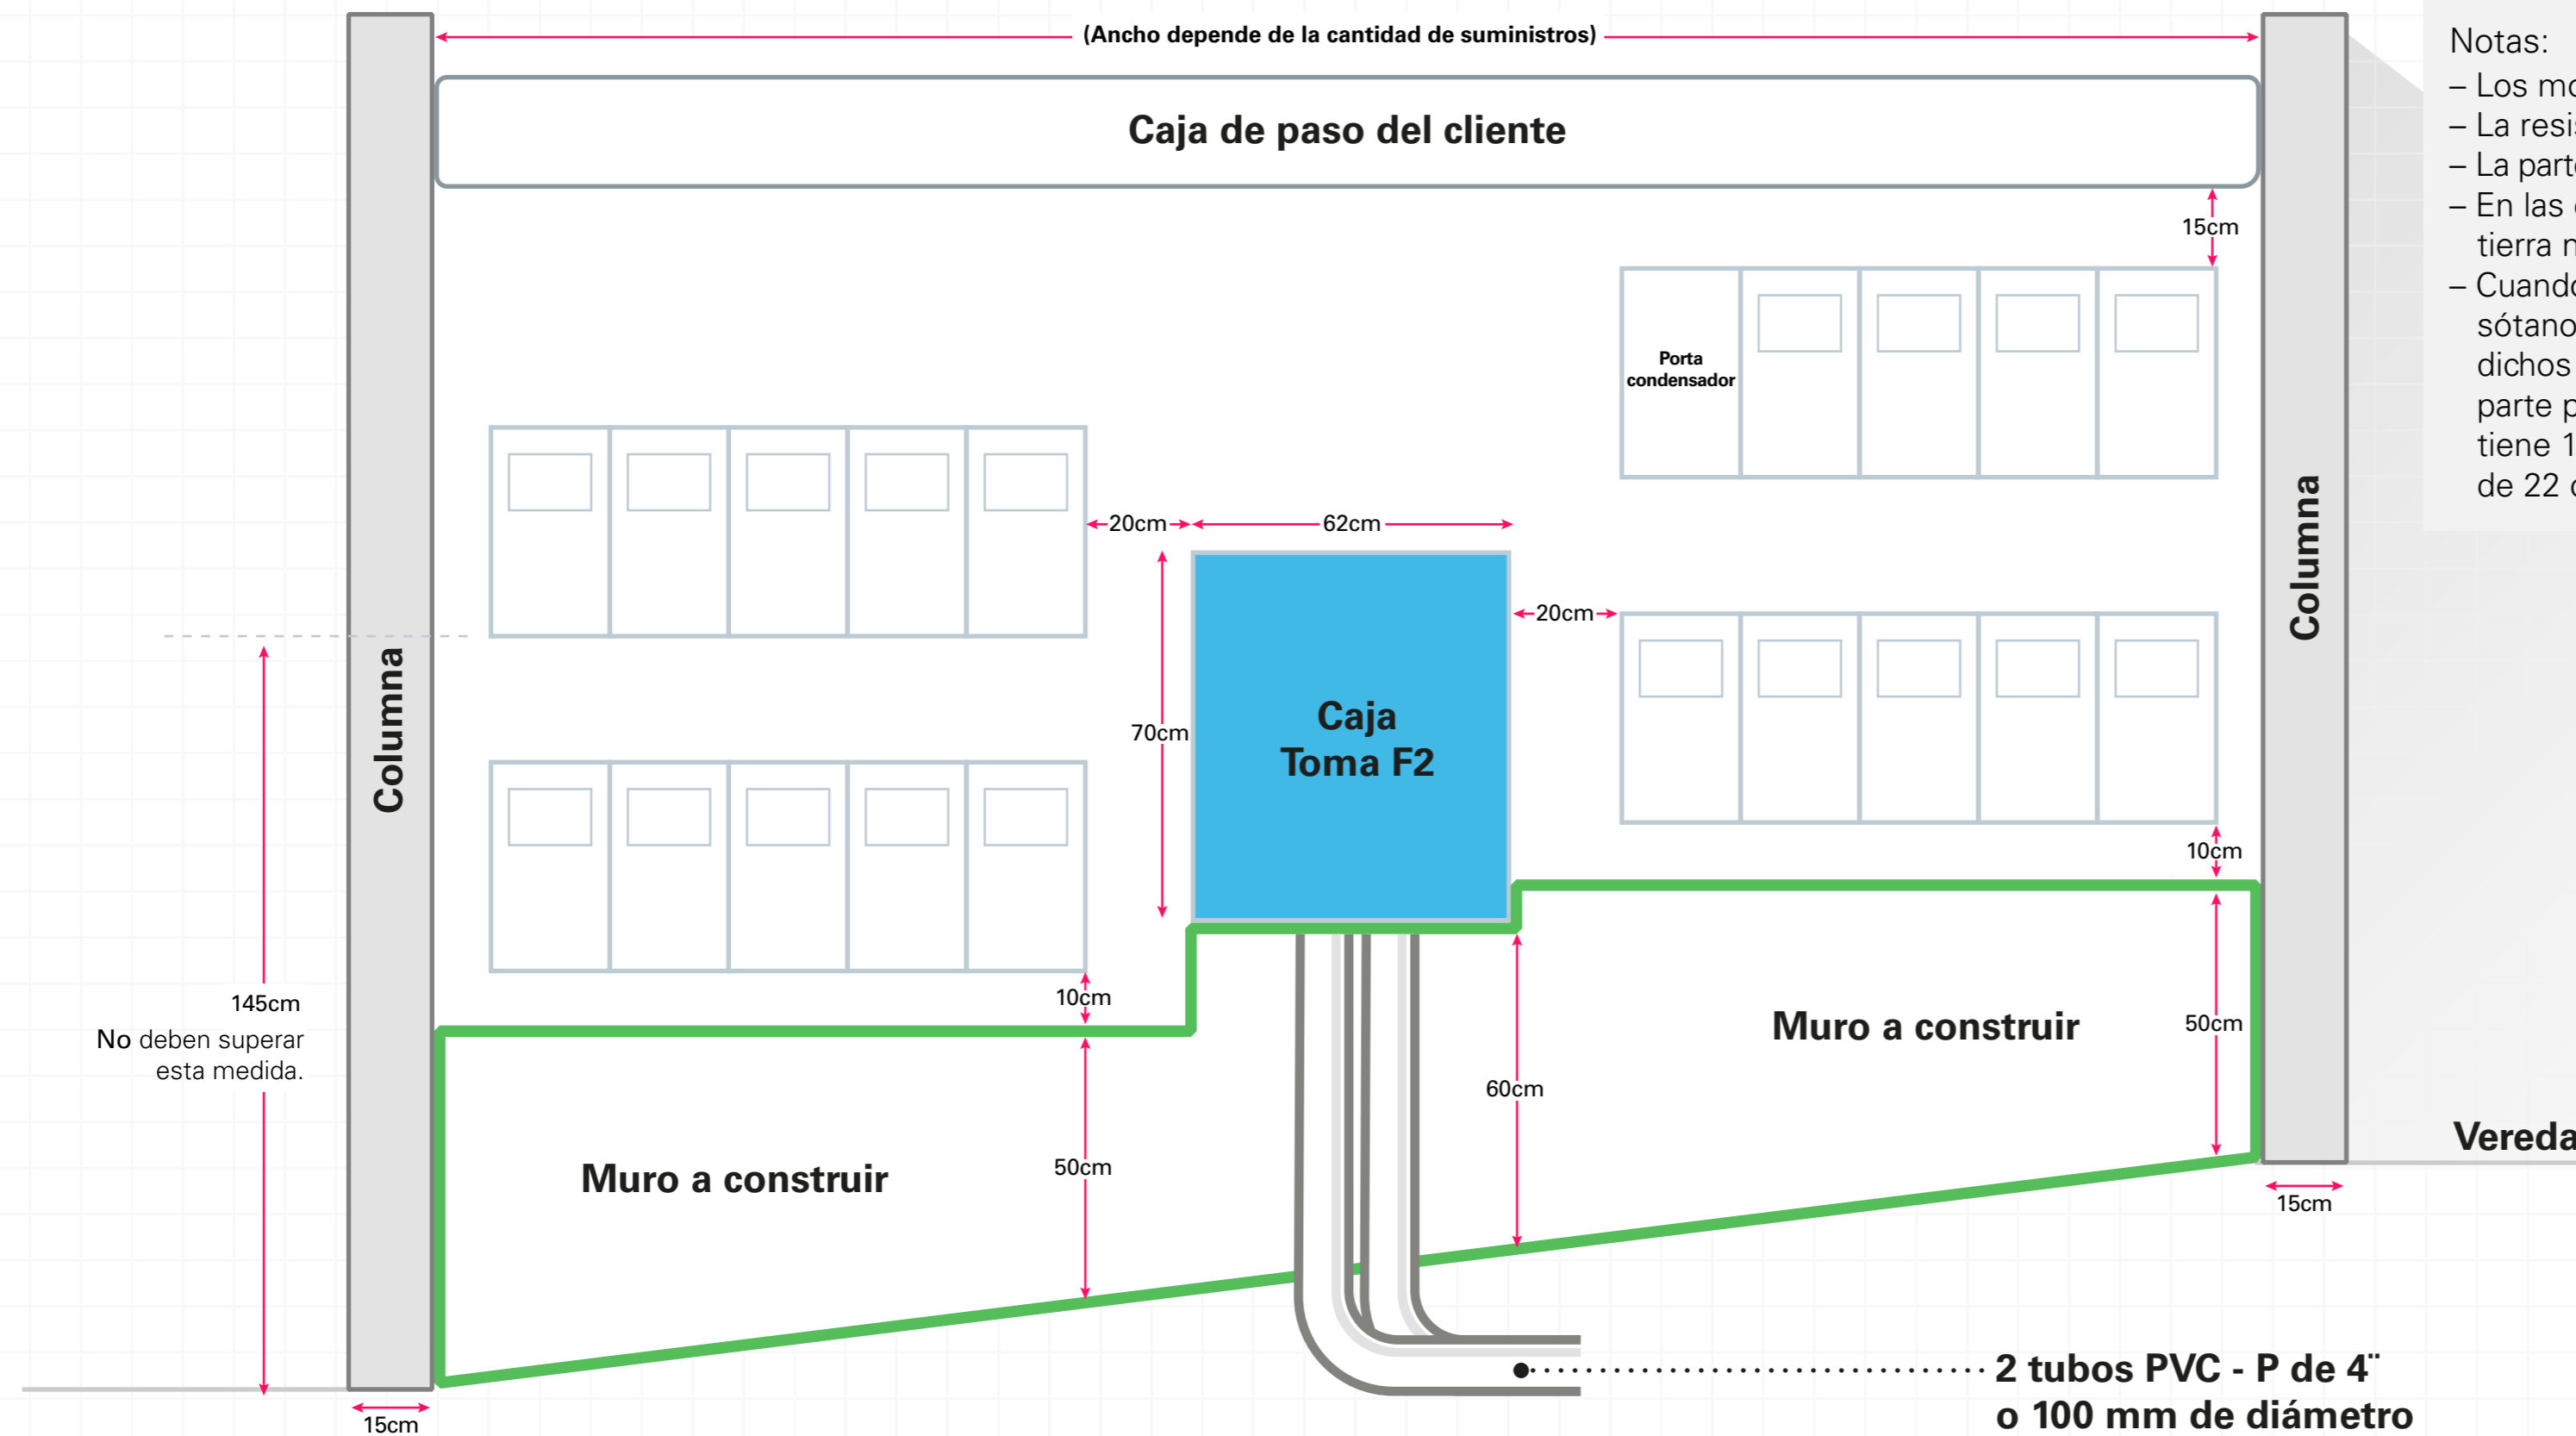 (Ancho depende de la cantidad de suministros)
Caja de paso del cliente
15cm
Porta
condensador
20cm
62cm
20cm
70cm
Caja
Toma F2
Columna
Columna
10cm
10cm
145cm
No deben superar
esta medida.
Muro a construir
50cm
60cm
Muro a construir
50cm
15cm
15cm
2 tubos PVC - P de 4¨
o 100 mm de diámetro
Vereda
Notas:
– Los
– La
– La
– En las
tierra
–
dichos
parte
tiene
de 22